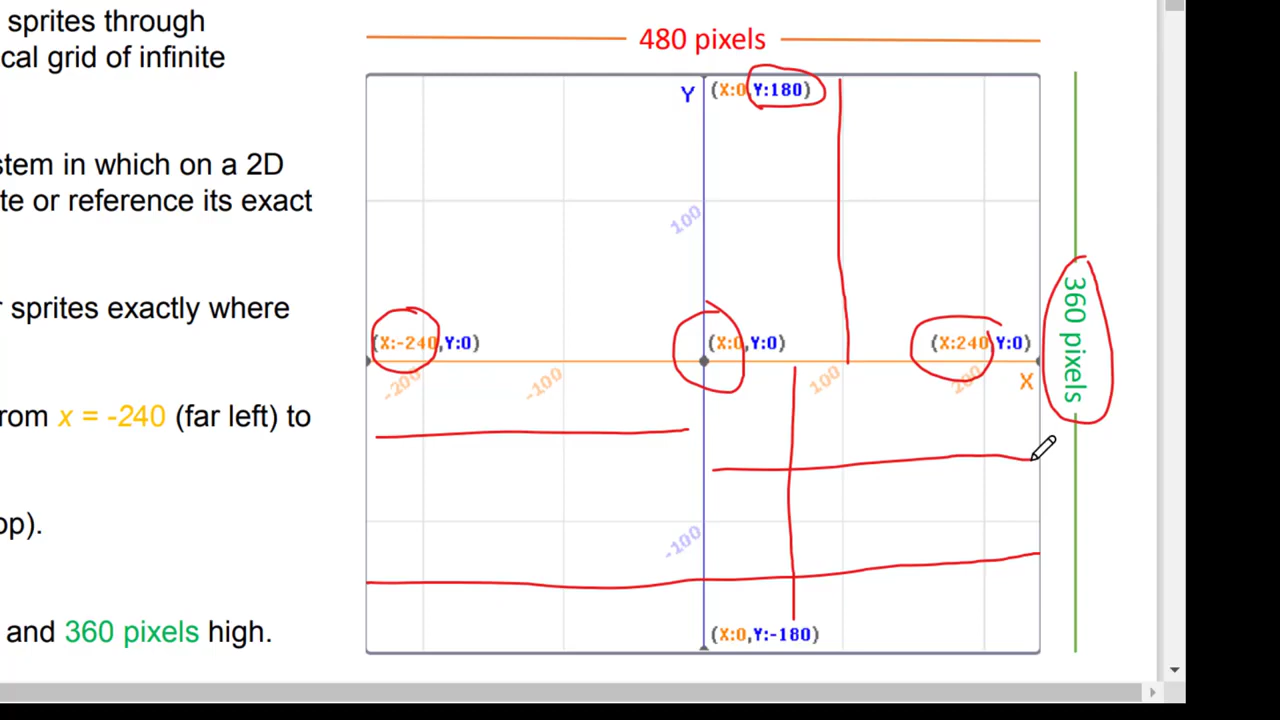 sprites through
cal grid of infinite
stem in which on a 2D
te or reference its exact
r sprites exactly where
rom x = -240 (far left) to
op).
and 360 pixels high.
480 pixels
Y (X:0,Y:180)
100
(X:-240,Y:0) (X:0,Y:0) (X:240,Y:0)
-200 -100 100 200 X
-100
(X:0,Y:-180)
360 pixels